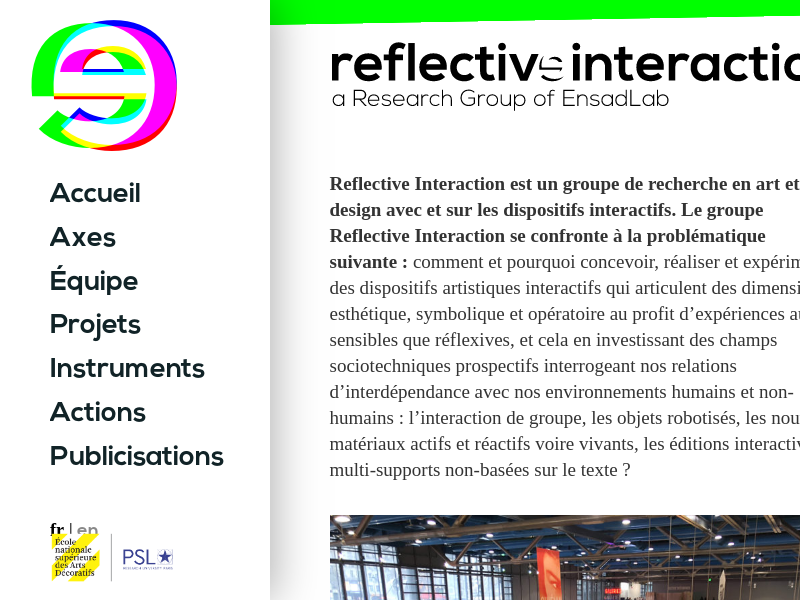 reflective interactio
a Research Group of EnsadLab
Accueil
Axes
Équipe
Projets
Instruments
Actions
Publicisations
fr | en
École
nationale
supérieure
des Arts
Décoratifs
PSL
Reflective Interaction est un groupe de recherche en art et
design avec et sur les dispositifs interactifs. Le groupe
Reflective Interaction se confronte à la problématique
suivante : comment et pourquoi concevoir, réaliser et expérim
des dispositifs artistiques interactifs qui articulent des dimensi
esthétique, symbolique et opératoire au profit d’expériences au
sensibles que réflexives, et cela en investissant des champs
sociotechniques prospectifs interrogeant nos relations
d’interdépendance avec nos environnements humains et non-
humains : l’interaction de groupe, les objets robotisés, les nou
matériaux actifs et réactifs voire vivants, les éditions interactiv
multi-supports non-basées sur le texte ?